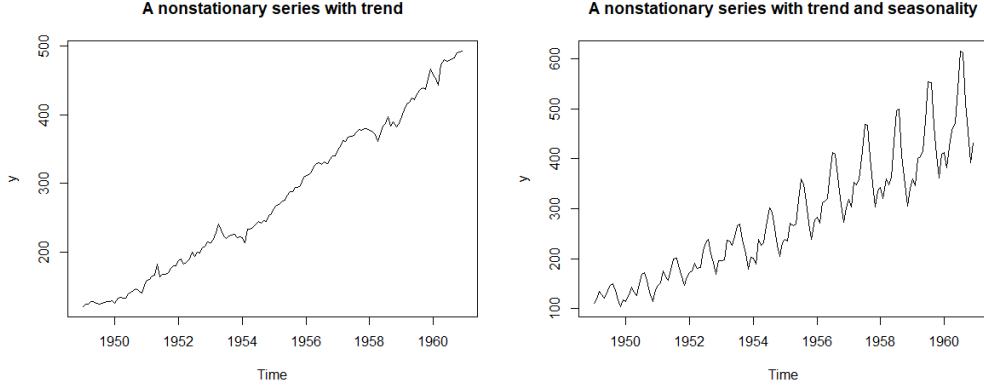 A nonstationary series with trend
500
400
300
200
y
1950 1952 1954 1956 1958 1960
Time
A nonstationary series with trend and seasonality
600
500
400
300
200
100
y
1950 1952 1954 1956 1958 1960
Time